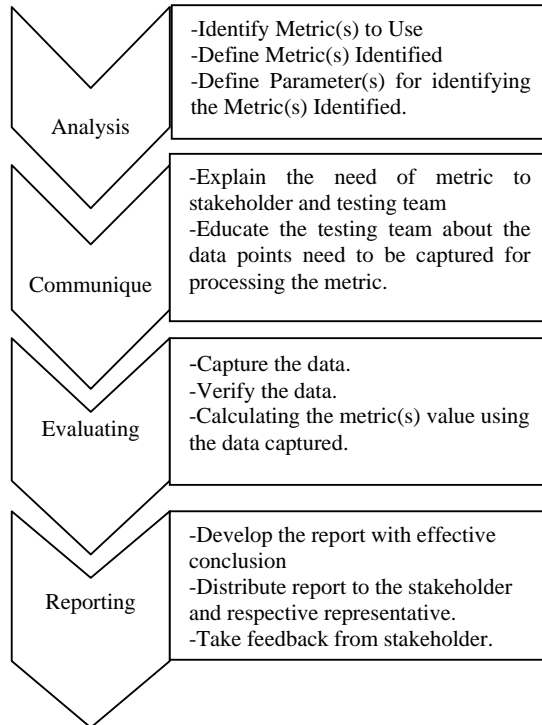 Analysis
-Identify Metric(s) to Use
-Define Metric(s) Identified
-Define Parameter(s) for identifying
the Metric(s) Identified.
Communique
-Explain the need of metric to
stakeholder and testing team
-Educate the testing team about the
data points need to be captured for
processing the metric.
Evaluating
-Capture the data.
-Verify the data.
-Calculating the metric(s) value using
the data captured.
Reporting
-Develop the report with effective
conclusion
-Distribute report to the stakeholder
and respective representative.
-Take feedback from stakeholder.